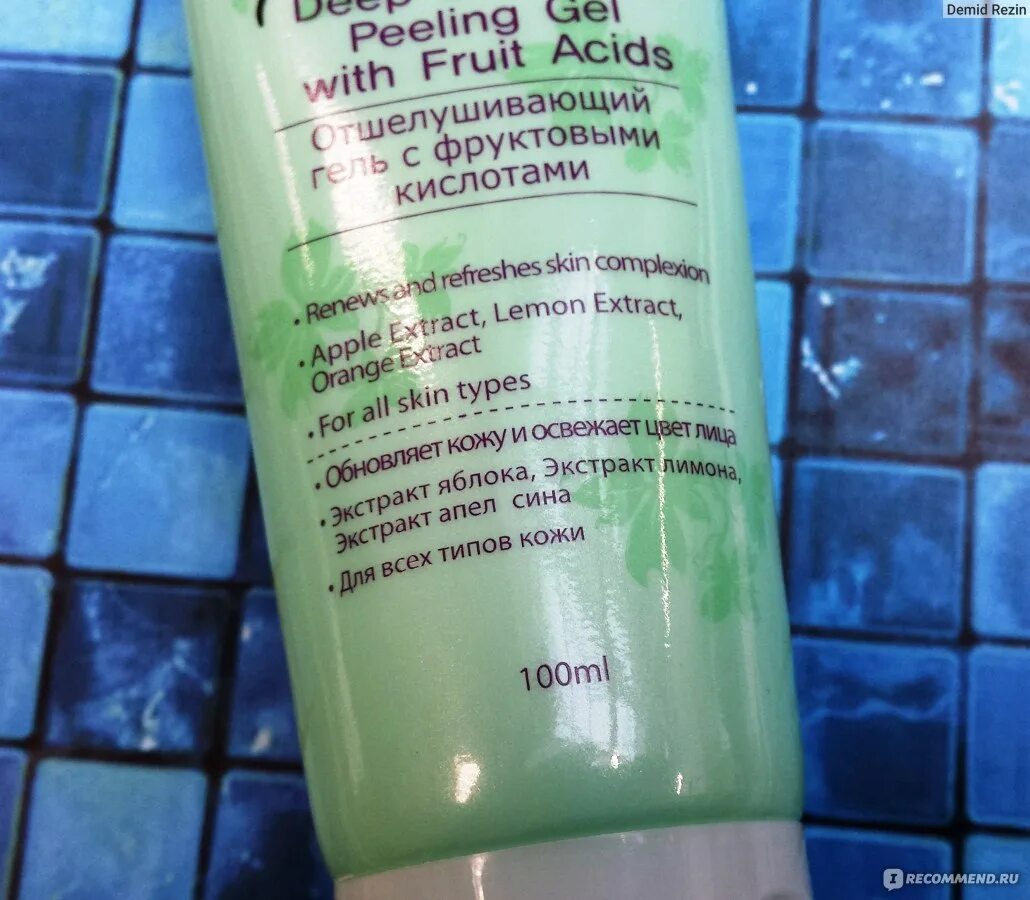 Demid Rezin
Deep
Peeling Gel
with Fruit Acids
Отшелушивающий
гель с фруктовыми
кислотами
• Renews and refreshes skin complexion
• Apple Extract, Lemon Extract,
Orange Extract
• For all skin types
• Обновляет кожу и освежает цвет лица
• Экстракт яблока, Экстракт лимона,
Экстракт апел сина
• Для всех типов кожи
100ml
IRECOMMEND.RU